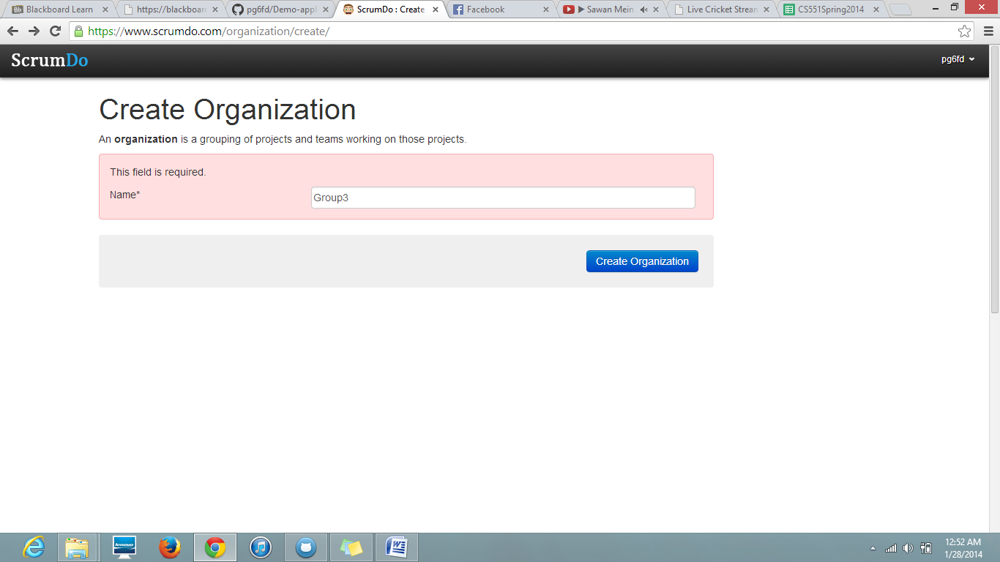 Blackboard Learn
https://blackboar
pg6fd/Demo-appl
ScrumDo : Create
Facebook
Sawan Mein
Live Cricket Stream
CS551Spring2014
https://www.scrumdo.com/organization/create/
ScrumDo
pg6fd
Create Organization
An organization is a grouping of projects and teams working on those projects.
This field is required.
Name*
Group3
Create Organization
lenovo
12:52 AM
1/28/2014